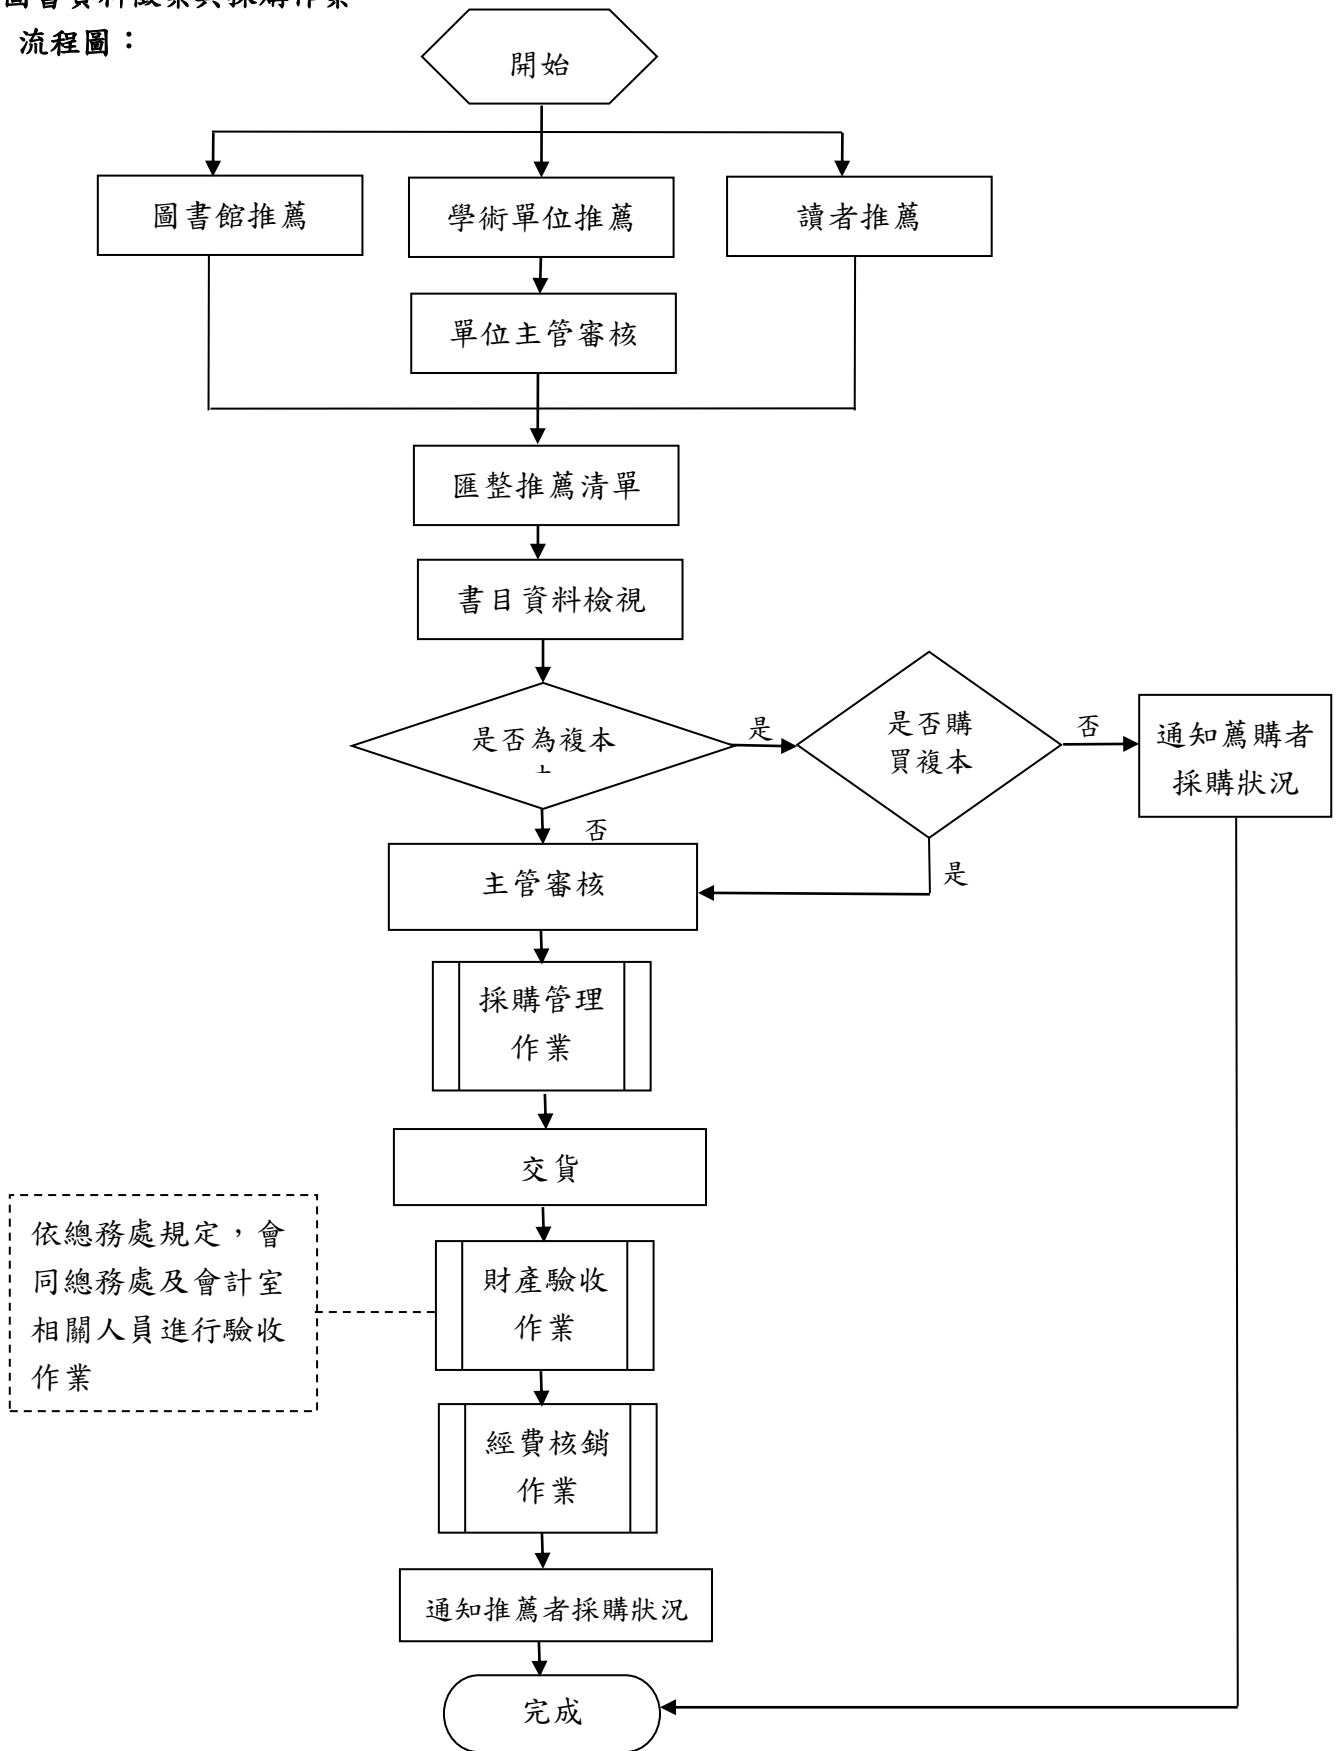 流程圖：
開始
圖書館推薦
學術單位推薦
讀者推薦
單位主管審核
匯整推薦清單
書目資料檢視
是否為複本
是
是否購
買複本
否
通知薦購者
採購狀況
否
主管審核
是
採購管理
作業
交貨
依總務處規定，會
同總務處及會計室
相關人員進行驗收
作業
財產驗收
作業
經費核銷
作業
通知推薦者採購狀況
完成